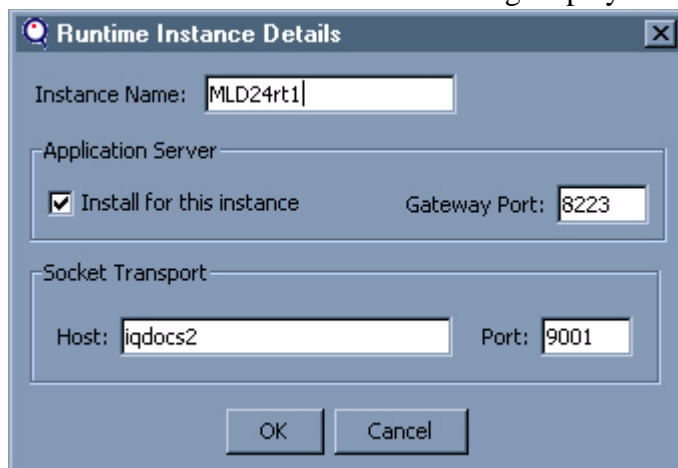 Runtime Instance Details
Instance Name: MLD24rt1
Application Server
Install for this instance Gateway Port: 8223
Socket Transport
Host: iqdocs2 Port: 9001
OK Cancel